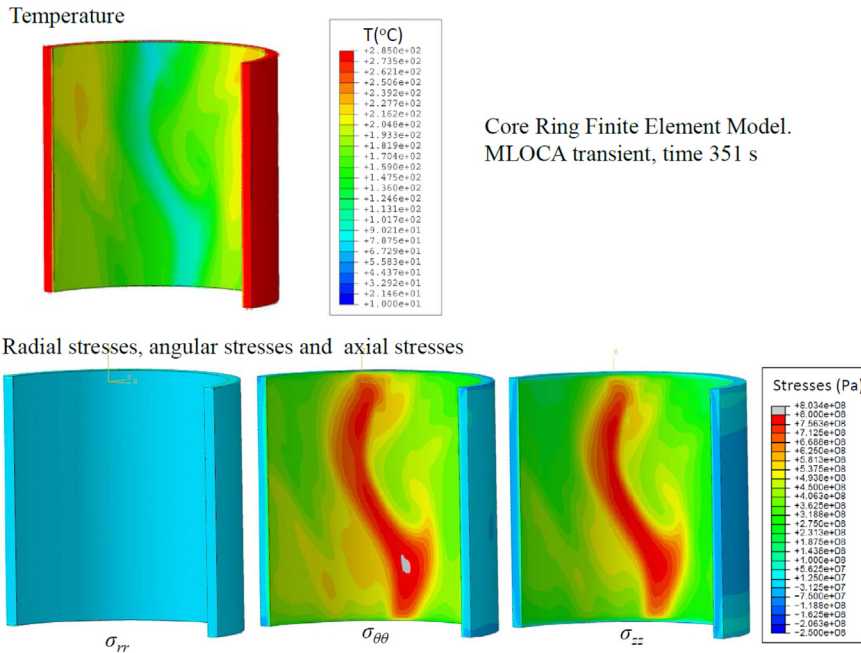 Temperature
T(°C)
+2.850e+02
+2.735e+02
+2.621e+02
+2.506e+02
+2.392e+02
+2.277e+02
+2.162e+02
+2.048e+02
+1.933e+02
+1.819e+02
+1.704e+02
+1.590e+02
+1.475e+02
+1.360e+02
+1.246e+02
+1.131e+02
+1.017e+02
+9.021e+01
+7.875e+01
+6.729e+01
+5.583e+01
+4.437e+01
+3.292e+01
+2.146e+01
+1.000e+01
Core Ring Finite Element Model.
MLOCA transient, time 351 s
Radial stresses, angular stresses and axial stresses
Stresses (Pa)
+8.034e+08
+8.000e+08
+7.563e+08
+7.125e+08
+6.688e+08
+6.250e+08
+5.813e+08
+5.375e+08
+4.938e+08
+4.500e+08
+4.063e+08
+3.625e+08
+3.188e+08
+2.750e+08
+2.313e+08
+1.875e+08
+1.438e+08
+1.000e+08
+5.625e+07
+1.250e+07
-3.125e+07
-7.500e+07
-1.188e+08
-1.625e+08
-2.063e+08
-2.500e+08
σrr
σθθ
σzz